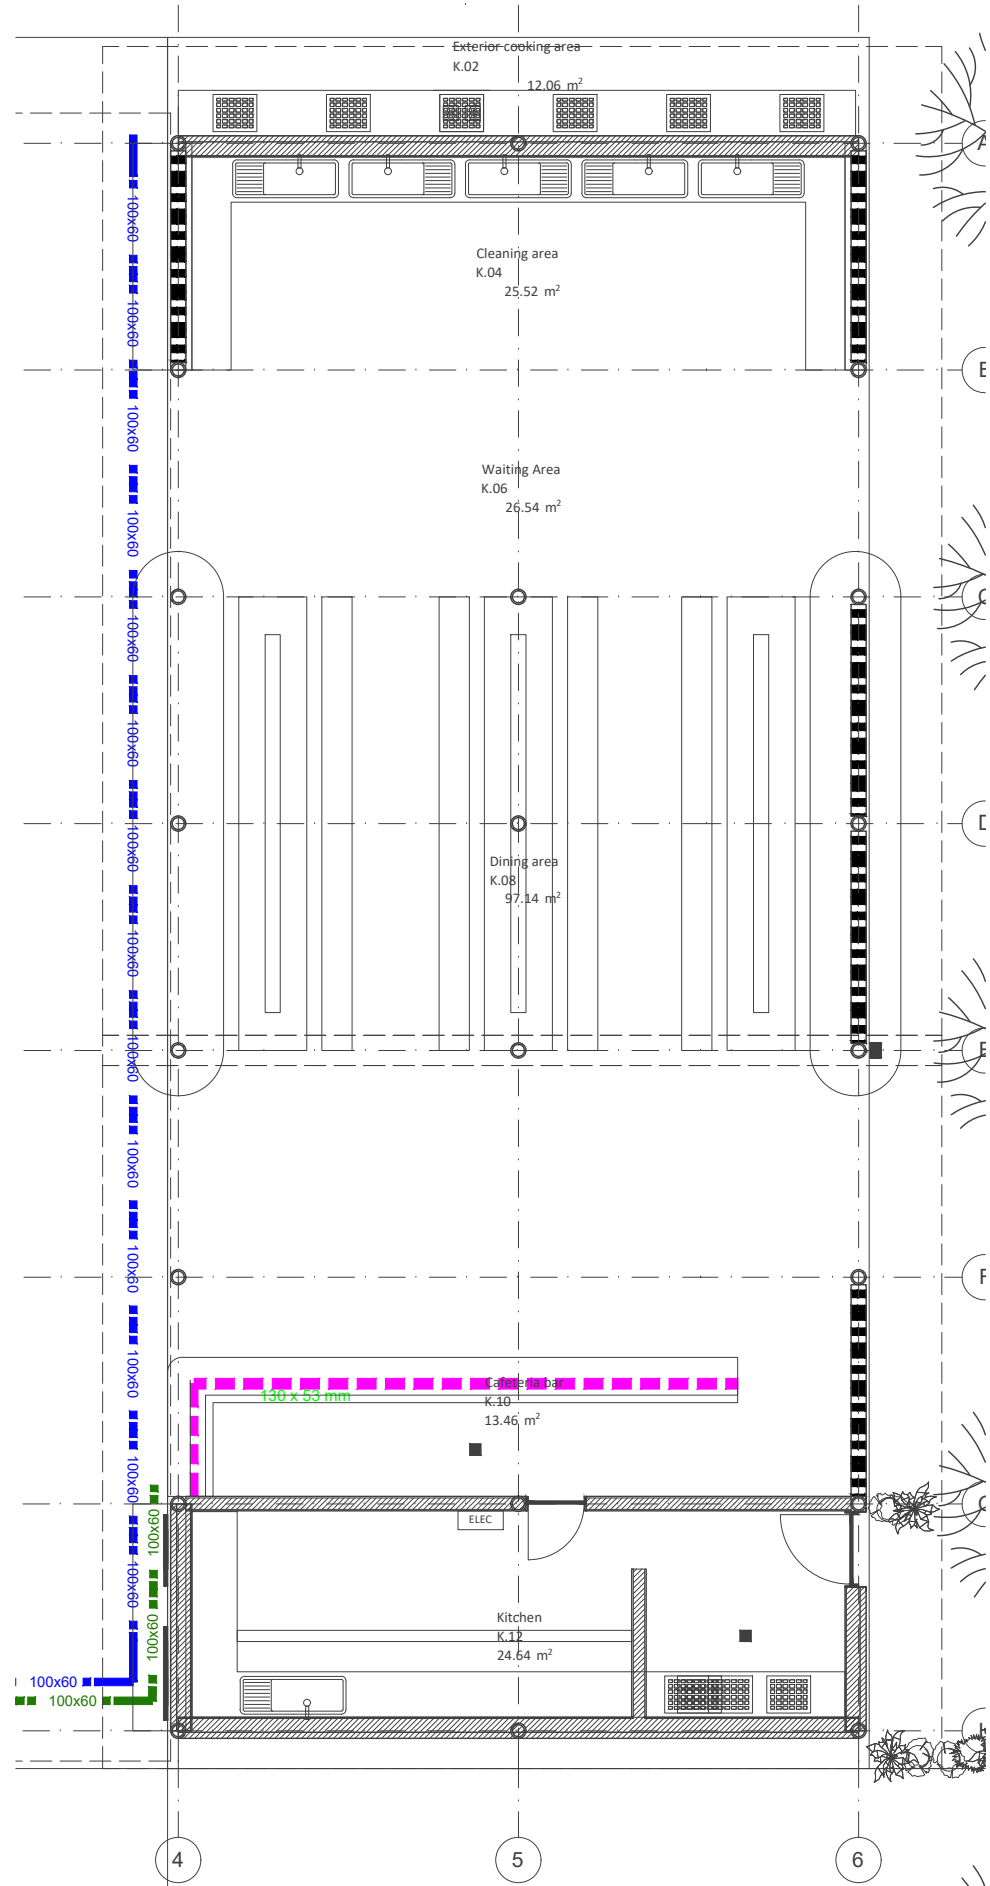 Exterior cooking area
K.02
12.06 m²
A
100x60
Cleaning area
K.04
25.52 m²
100x60
B
100x60
Waiting Area
K.06
26.54 m²
100x60
C
100x60
100x60
D
100x60
Dining area
K.08
97.14 m²
100x60
100x60
E
100x60
100x60
F
100x60
Cafeteria bar
K.10
13.46 m²
130 x 53 mm
100x60
G
100x60
ELEC
100x60
Kitchen
K.12
24.64 m²
100x60
100x60
100x60
H
4
5
6